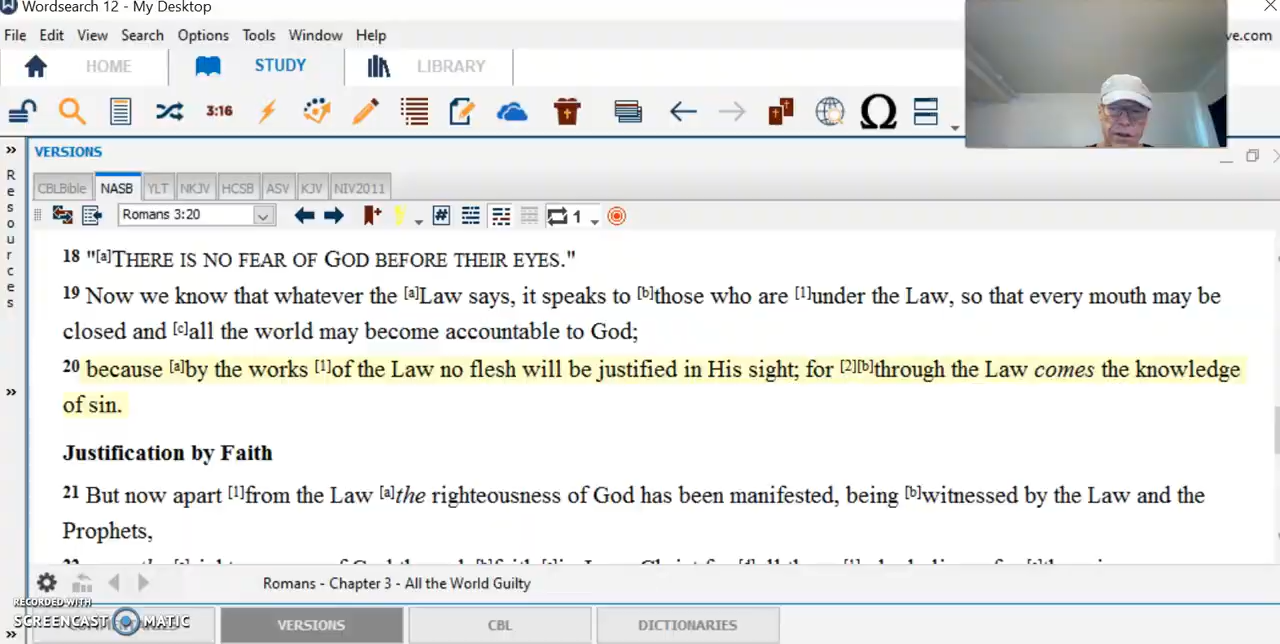 Wordsearch 12 - My Desktop
File Edit View Search Options Tools Window Help
ve.com
HOME STUDY LIBRARY
3:16
» VERSIONS
Resources
CBLBible NASB YLT NKJV HCSB ASV KJV NIV2011
Romans 3:20 # 1
18 "[a]THERE IS NO FEAR OF GOD BEFORE THEIR EYES."
19 Now we know that whatever the [a]Law says, it speaks to [b]those who are [1]under the Law, so that every mouth may be
closed and [c]all the world may become accountable to God;
20 because [a]by the works [1]of the Law no flesh will be justified in His sight; for [2][b]through the Law comes the knowledge
of sin.
»
Justification by Faith
21 But now apart [1]from the Law [a]the righteousness of God has been manifested, being [b]witnessed by the Law and the
Prophets,
Romans - Chapter 3 - All the World Guilty
RECORDED WITH
SCREENCAST MATIC
» VERSIONS CBL DICTIONARIES